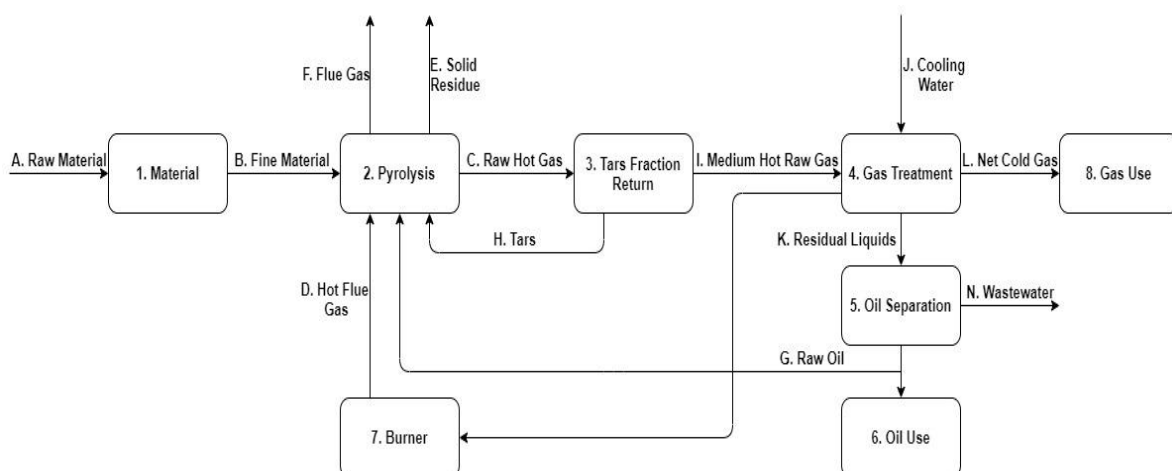 F. Flue Gas
E. Solid
Residue
J. Cooling
Water
A. Raw Material
1. Material
B. Fine Material
2. Pyrolysis
C. Raw Hot Gas
3. Tars Fraction
Return
I. Medium Hot Raw Gas
4. Gas Treatment
L. Net Cold Gas
8. Gas Use
H. Tars
K. Residual Liquids
D. Hot Flue
Gas
5. Oil Separation
N. Wastewater
G. Raw Oil
7. Burner
6. Oil Use